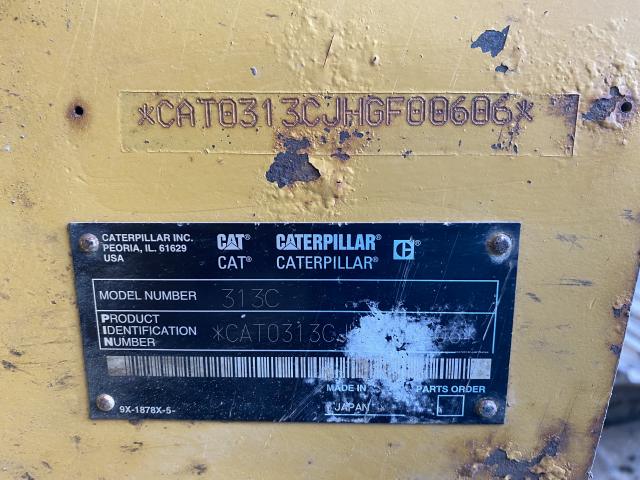 *CAT0313CJHGF00606*
CATERPILLAR INC.
PEORIA, IL. 61629
USA
CAT® CATERPILLAR® C®
CAT® CATERPILLAR®
MODEL NUMBER 313C
PRODUCT
IDENTIFICATION
NUMBER
MADE IN PARTS ORDER
JAPAN
9X-1878X-5-